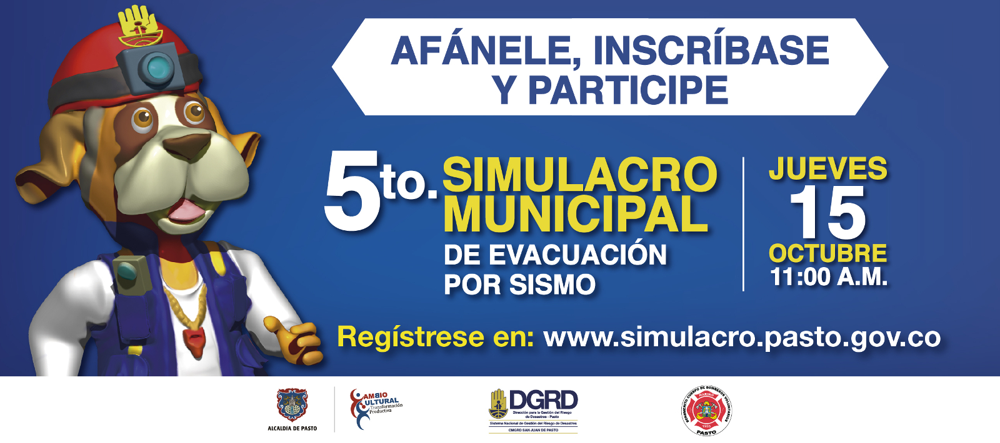 AFÁNELE, INSCRÍBASE
Y PARTICIPE
5to. SIMULACRO
MUNICIPAL
DE EVACUACIÓN
POR SISMO
JUEVES
15
OCTUBRE
11:00 A.M.
Regístrese en: www.simulacro.pasto.gov.co
ALCALDÍA DE PASTO
CAMBIO
CULTURAL
Transformación
Productiva
DGRD
Dirección para la Gestión del Riesgo
de Desastres - Pasto
Sistema Nacional de Gestión del Riesgo de Desastres
CMGRD SAN JUAN DE PASTO
BENEMÉRITO CUERPO DE BOMBEROS VOLUNTARIOS
NARIÑO
1955
PASTO